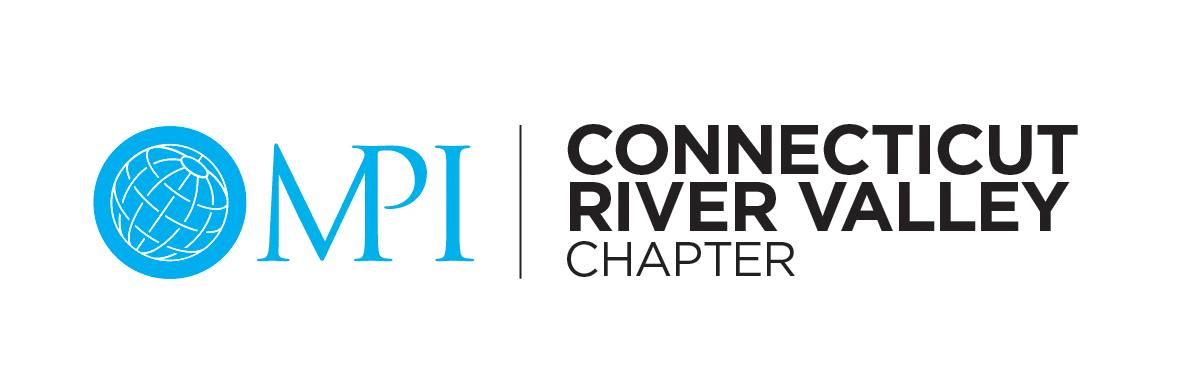 MPI
CONNECTICUT
RIVER VALLEY
CHAPTER